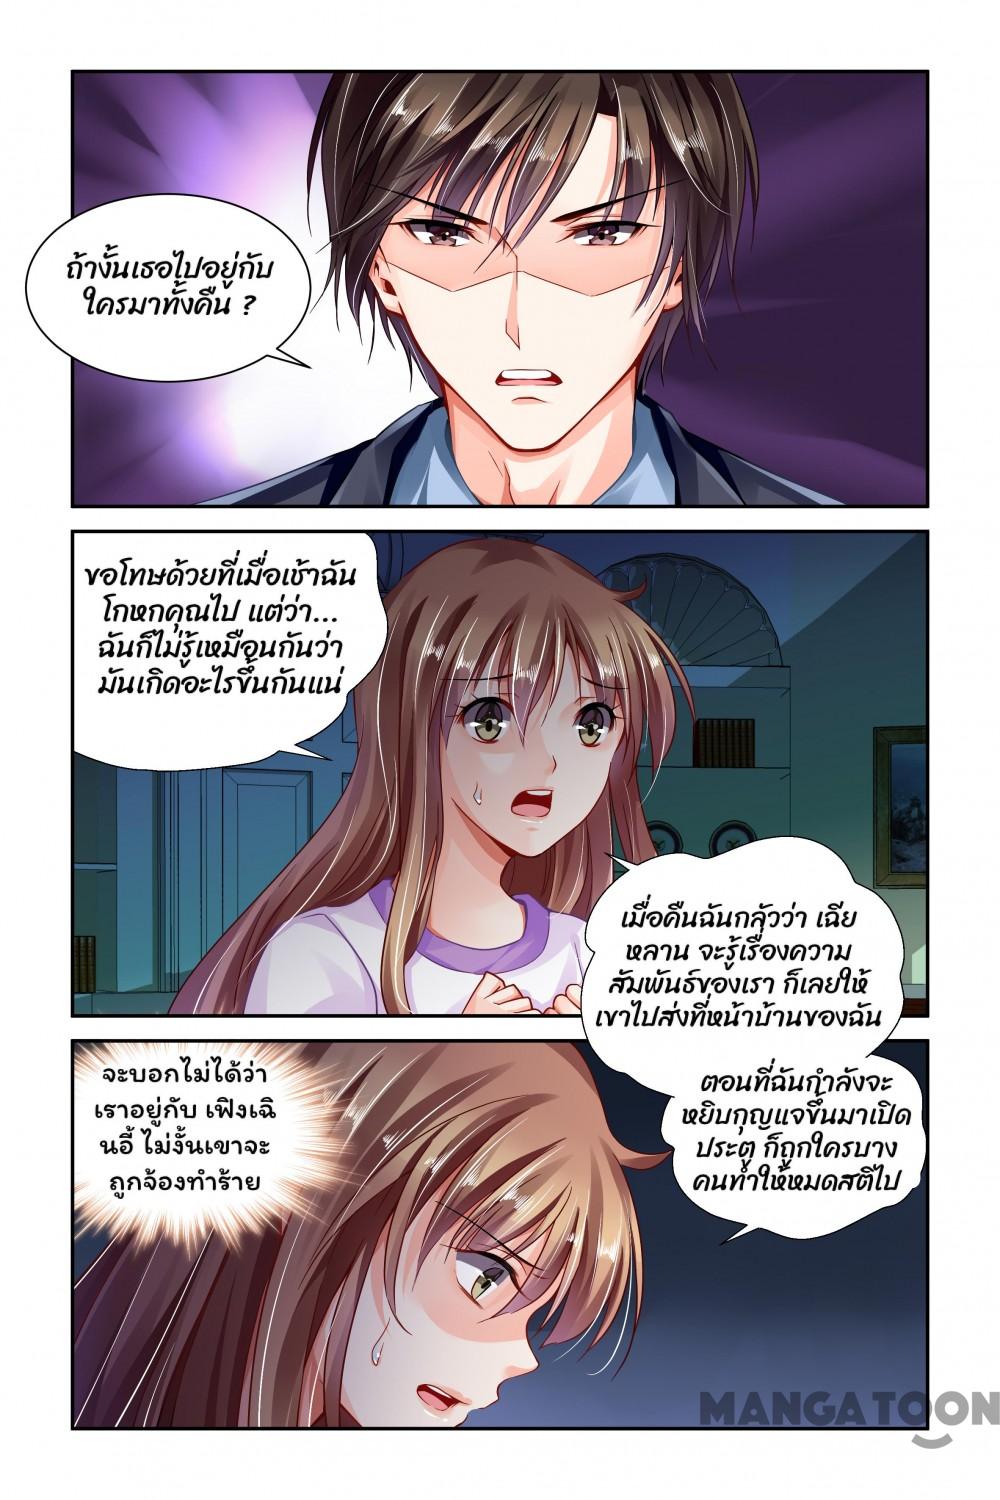 ถ้างั้นเธอไปอยู่กับ
ใครมาทั้งคืน ?
ขอโทษด้วยที่เมื่อเช้าฉัน
โกหกคุณไป แต่ว่า...
ฉันก็ไม่รู้เหมือนกันว่า
มันเกิดอะไรขึ้นกันแน่
เมื่อคืนฉันกลัวว่า เฉีย
หลาน จะรู้เรื่องความ
สัมพันธ์ของเรา ก็เลยให้
เขาไปส่งที่หน้าบ้านของฉัน
จะบอกไม่ได้ว่า
เราอยู่กับ เฟิงเฉิ
นอี้ ไม่งั้นเขาจะ
ถูกจ้องทำร้าย
ตอนที่ฉันกำลังจะ
หยิบกุญแจขึ้นมาเปิด
ประตู ก็ถูกใครบาง
คนทำให้หมดสติไป
MANGATOON